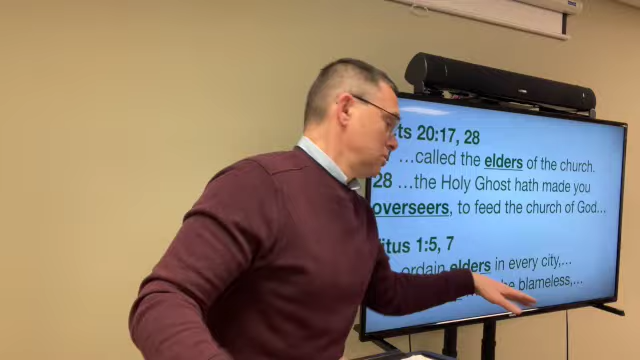 ts 20:17, 28
…called the elders of the church.
28 …the Holy Ghost hath made you
overseers, to feed the church of God…
itus 1:5, 7
ordain elders in every city,…
be blameless,…